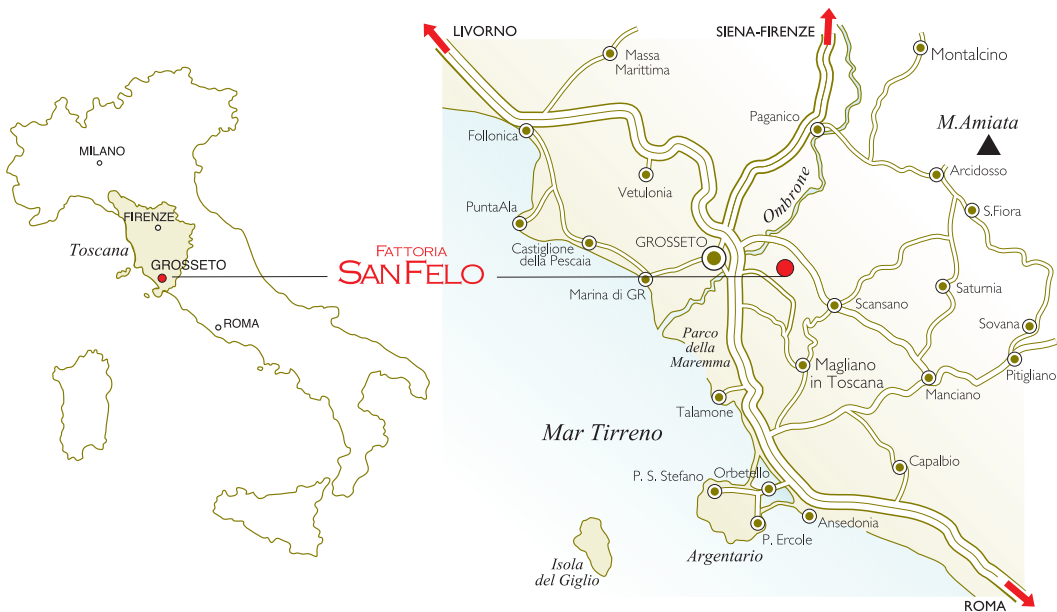 MILANO
FIRENZE
Toscana
GROSSETO
ROMA
FATTORIA
SANFELO
LIVORNO
SIENA-FIRENZE
Massa
Marittima
Montalcino
Paganico
M.Amiata
Follonica
Arcidosso
Vetulonia
Ombrone
S.Fiora
PuntaAla
GROSSETO
Castiglione
della Pescaia
Marina di GR
Saturnia
Scansano
Sovana
Parco
della
Maremma
Magliano
in Toscana
Pitigliano
Manciano
Talamone
Mar Tirreno
Capalbio
P. S. Stefano
Orbetello
Ansedonia
P. Ercole
Argentario
Isola
del Giglio
ROMA